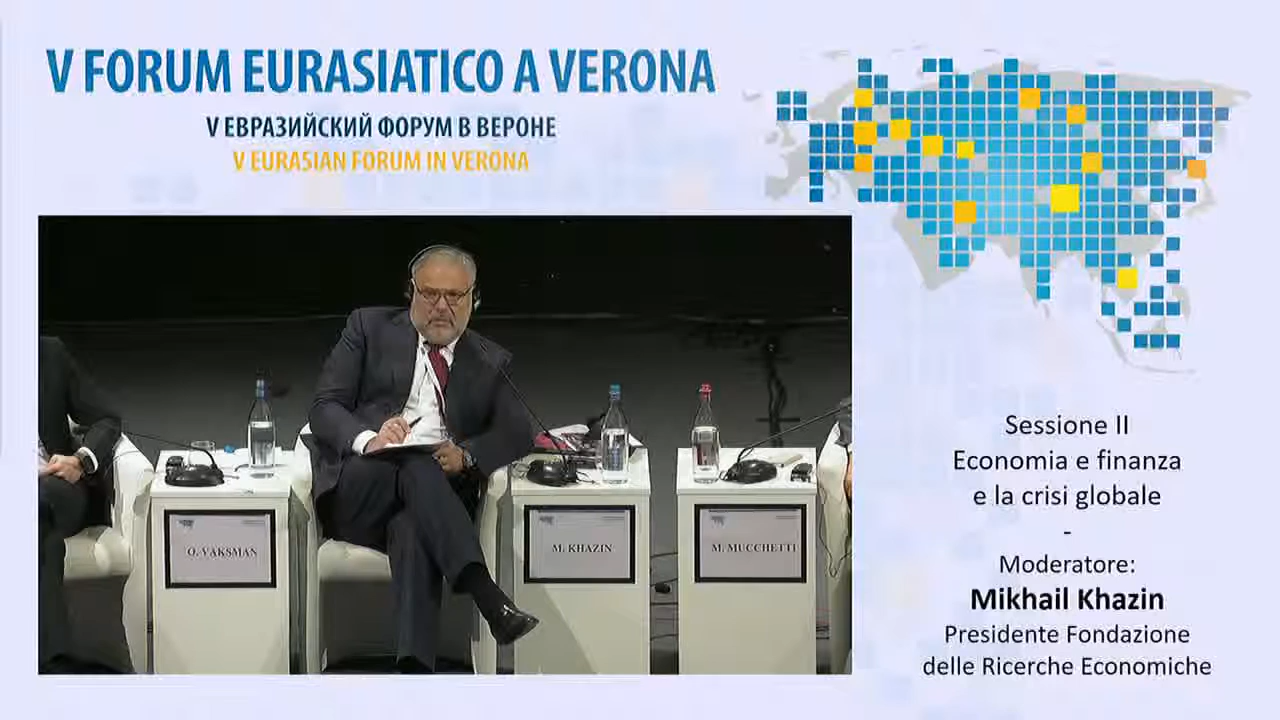 V FORUM EURASIATICO A VERONA
V ЕВРАЗИЙСКИЙ ФОРУМ В ВЕРОНЕ
V EURASIAN FORUM IN VERONA
O. VAKSMAN
M. KHAZIN
M. MUCCHETTI
Sessione II
Economia e finanza
e la crisi globale
-
Moderatore:
Mikhail Khazin
Presidente Fondazione
delle Ricerche Economiche